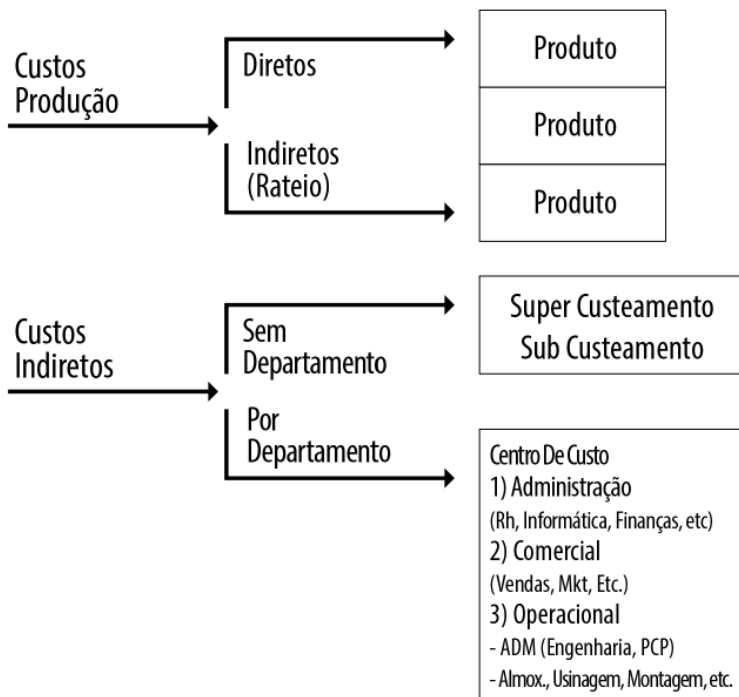 Custos
Produção
Diretos
Indiretos
(Rateio)
Produto
Produto
Produto
Custos
Indiretos
Sem
Departamento
Por
Departamento
Super Custeamento
Sub Custeamento
Centro De Custo
1) Administração
(Rh, Informática, Finanças, etc)
2) Comercial
(Vendas, Mkt, Etc.)
3) Operacional
- ADM (Engenharia, PCP)
- Almox., Usinagem, Montagem, etc.